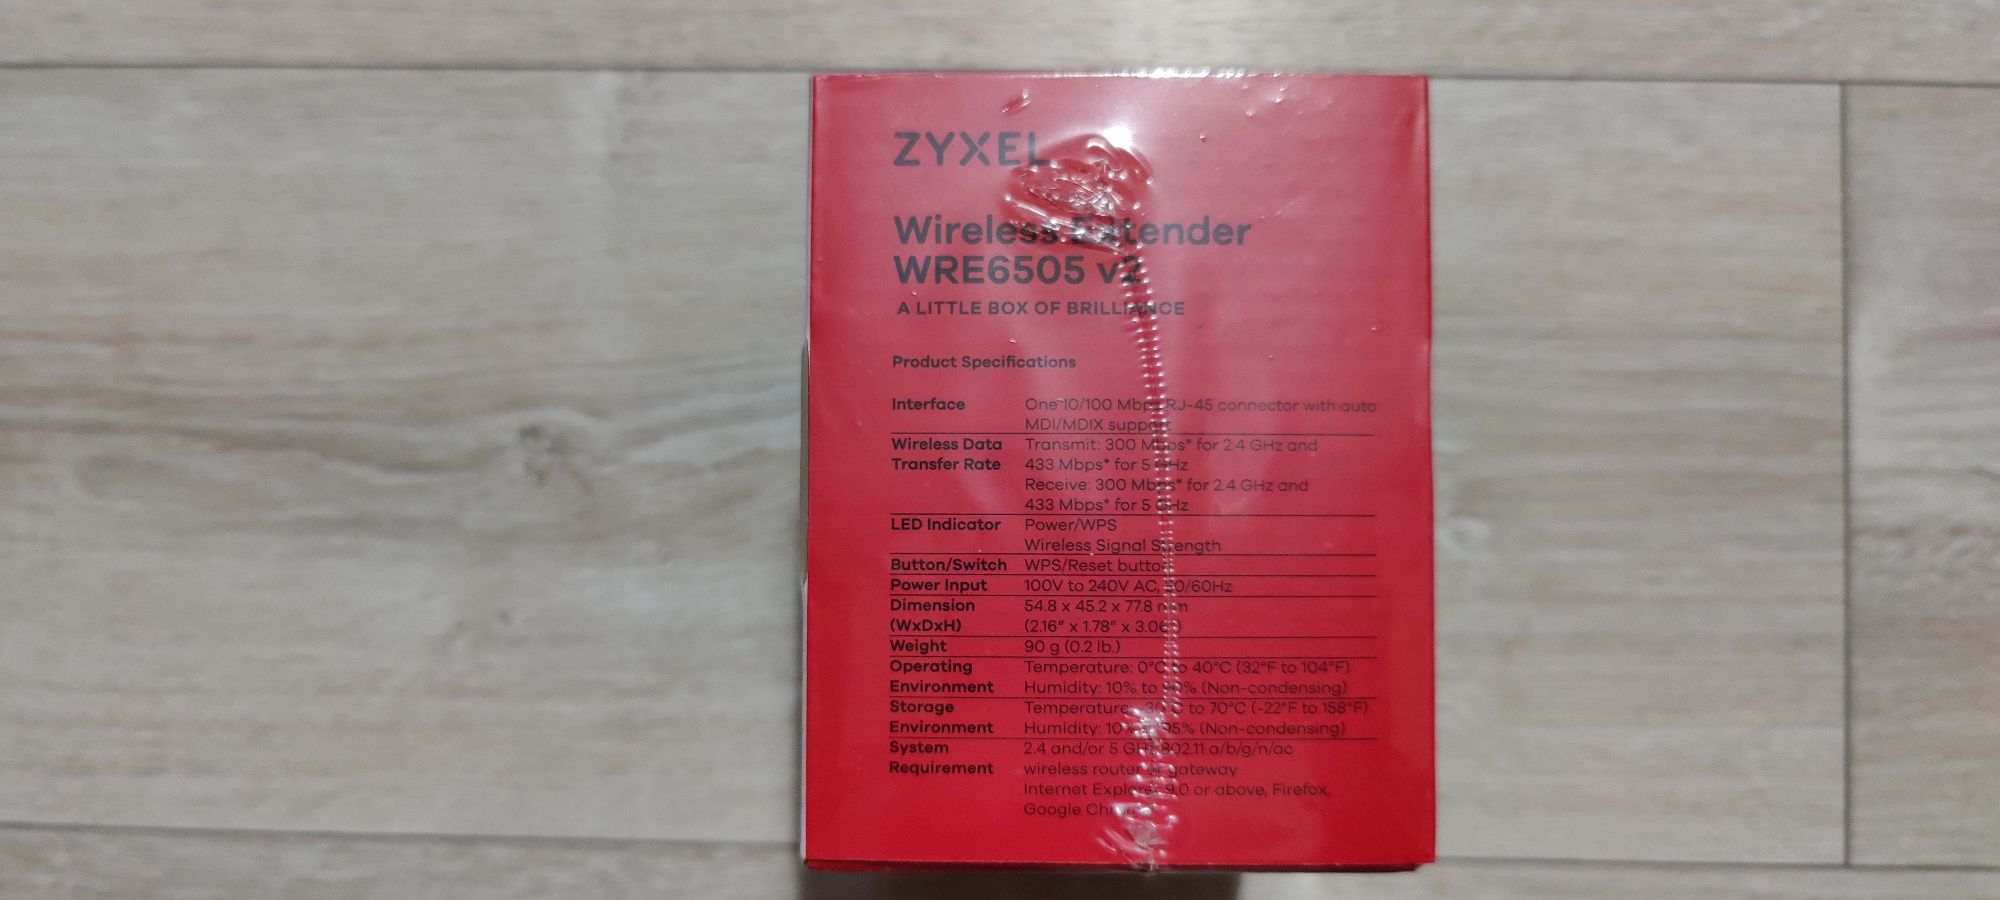 ZYXEL
Wireless Extender
WRE6505 v2
A LITTLE BOX OF BRILLIANCE
Product Specifications
Interface One 10/100 Mbps RJ-45 connector with auto
MDI/MDIX support
Wireless Data Transmit: 300 Mbps* for 2.4 GHz and
Transfer Rate 433 Mbps* for 5 GHz
Receive: 300 Mbps* for 2.4 GHz and
433 Mbps* for 5 GHz
LED Indicator Power/WPS
Wireless Signal Strength
Button/Switch WPS/Reset button
Power Input 100V to 240V AC, 50/60Hz
Dimension 54.8 x 45.2 x 77.8 mm
(WxDxH) (2.16" x 1.78" x 3.06")
Weight 90 g (0.2 lb.)
Operating Temperature: 0°C to 40°C (32°F to 104°F)
Environment Humidity: 10% to 90% (Non-condensing)
Storage Temperature: -30°C to 70°C (-22°F to 158°F)
Environment Humidity: 10% to 95% (Non-condensing)
System 2.4 and/or 5 GHz 802.11 a/b/g/n/ac
Requirement wireless router or gateway
Internet Explorer 9.0 or above, Firefox,
Google Chrome